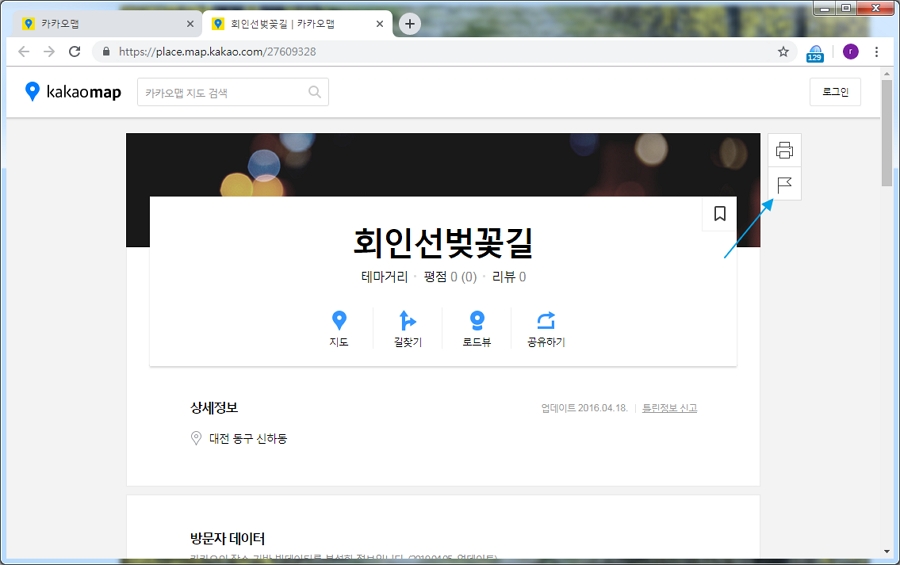 카카오맵
회인선벚꽃길 | 카카오맵
https://place.map.kakao.com/27609328
129
r
kakaomap
카카오맵 지도 검색
로그인
회인선벚꽃길
테마거리 · 평점 0 (0) · 리뷰 0
지도
길찾기
로드뷰
공유하기
상세정보
업데이트 2016.04.18. | 틀린정보 신고
대전 동구 신하동
방문자 데이터